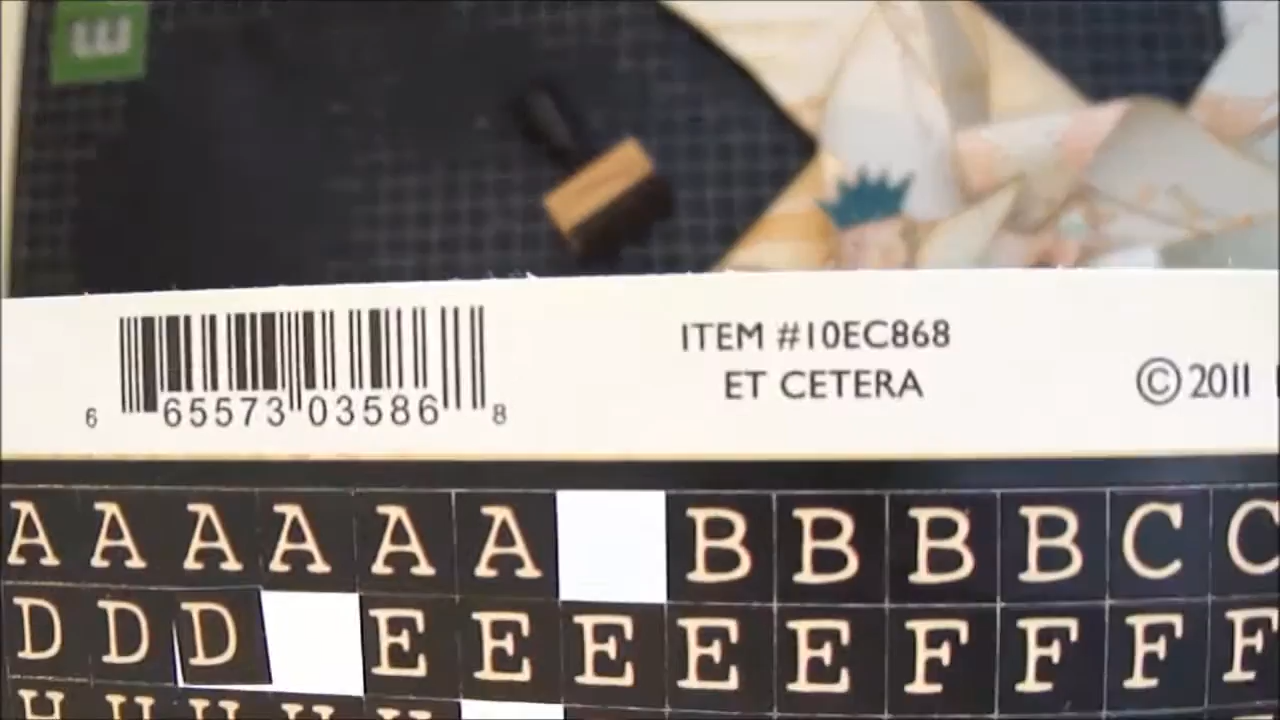 E
ITEM #10EC868
ET CETERA
© 2011
6 65573 03586 8
A A A A A A B B B B C C
D D D E E E E E F F F F
H H H H H